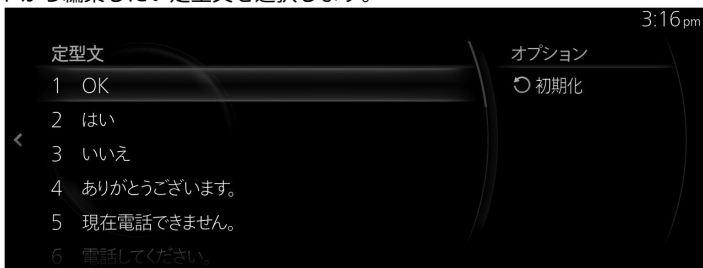 から編集したい定型文を選択します。
3:16 pm
定型文
オプション
1 OK
初期化
2 はい
3 いいえ
4 ありがとうございます。
5 現在電話できません。
6 電話してください。